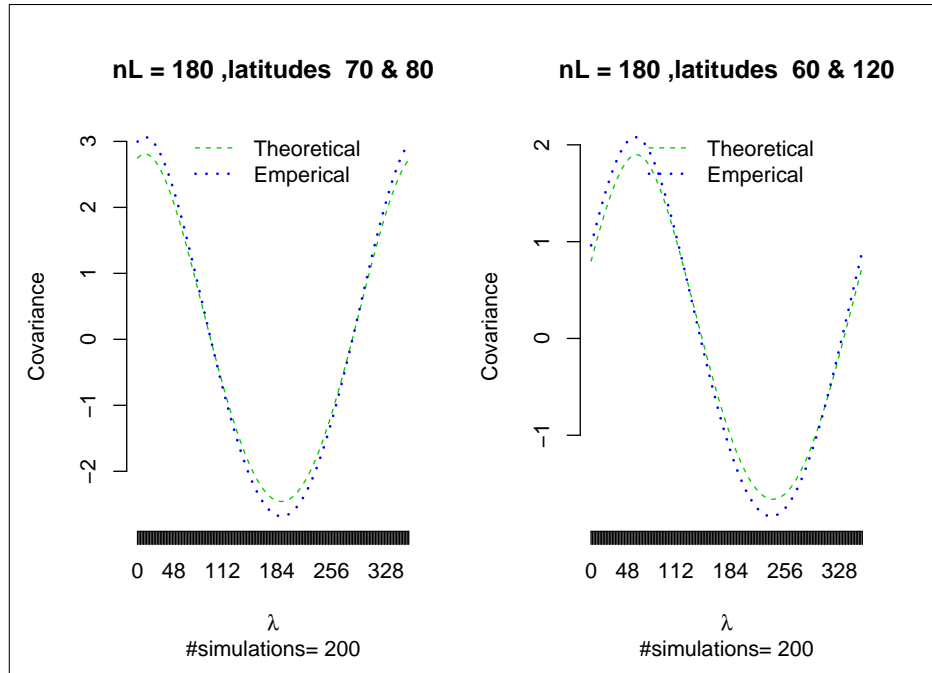 nL = 180 ,latitudes 70 & 80
Theoretical
Emperical
Covariance
3
2
1
0
−1
−2
0 48 112 184 256 328
λ
#simulations= 200
nL = 180 ,latitudes 60 & 120
Theoretical
Emperical
Covariance
2
1
0
−1
0 48 112 184 256 328
λ
#simulations= 200